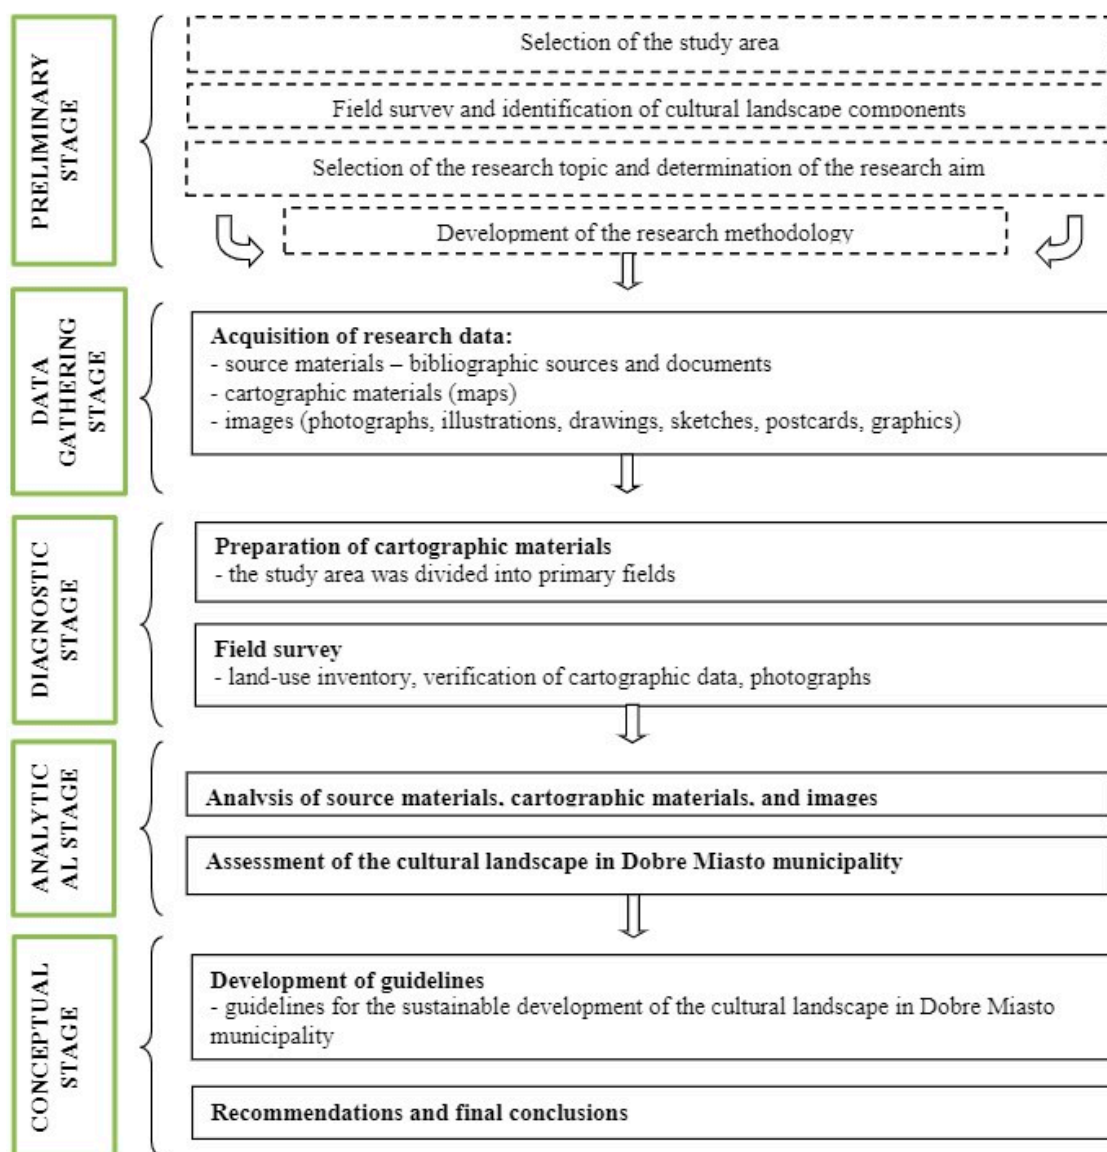 PRELIMINARY
STAGE
Selection of the study area
Field survey and identification of cultural landscape components
Selection of the research topic and determination of the research aim
Development of the research methodology
DATA
GATHERING
STAGE
Acquisition of research data:
- source materials – bibliographic sources and documents
- cartographic materials (maps)
- images (photographs, illustrations, drawings, sketches, postcards, graphics)
DIAGNOSTIC
STAGE
Preparation of cartographic materials
- the study area was divided into primary fields
Field survey
- land-use inventory, verification of cartographic data, photographs
ANALYTIC
AL STAGE
Analysis of source materials, cartographic materials, and images
Assessment of the cultural landscape in Dobre Miasto municipality
CONCEPTUAL
STAGE
Development of guidelines
- guidelines for the sustainable development of the cultural landscape in Dobre Miasto
municipality
Recommendations and final conclusions